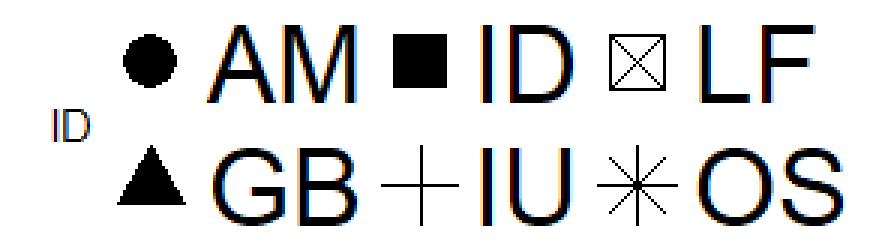 AM ID LF
ID
GB IU OS